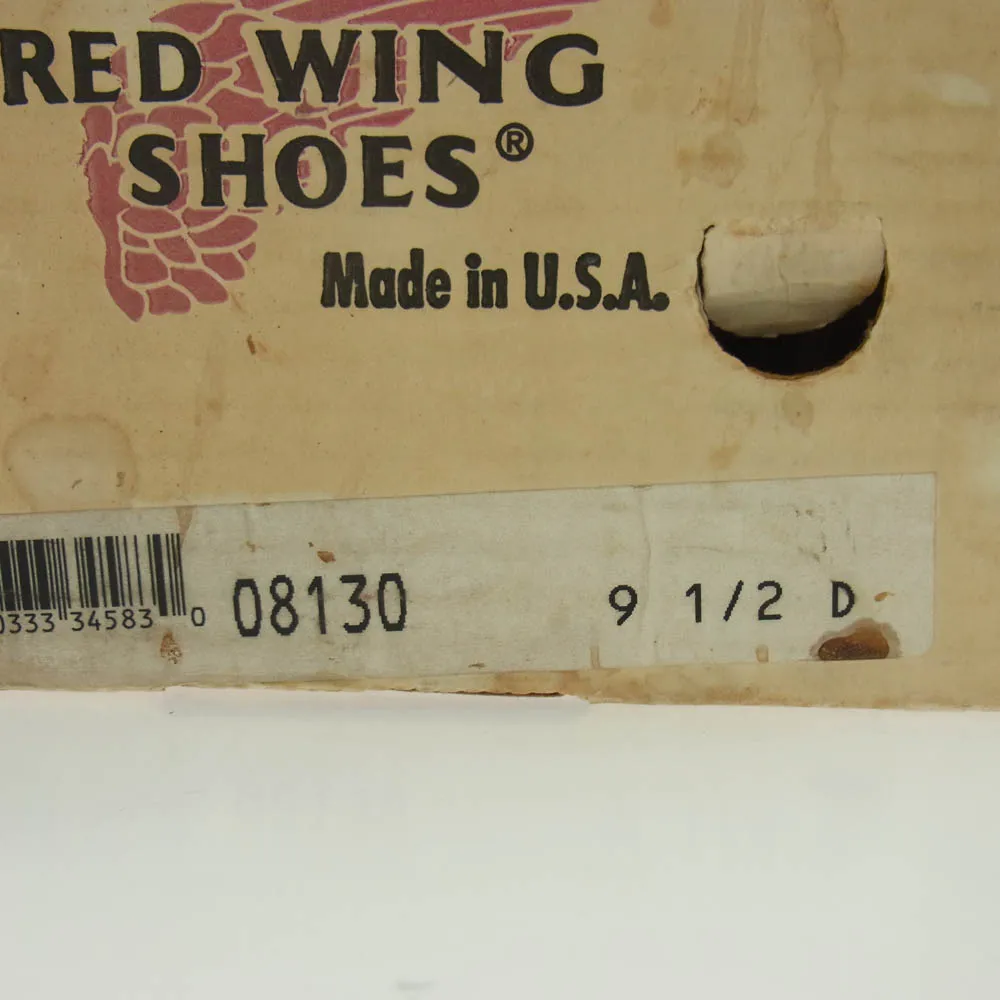 RED WING
SHOES®
Made in U.S.A.
0333 34583 0 08130 9 1/2 D